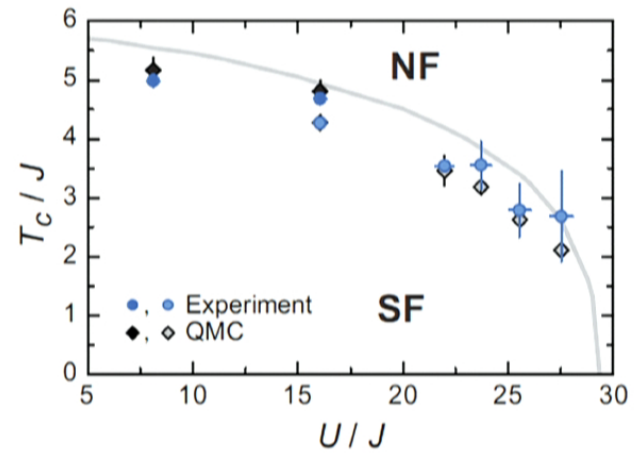 6
5
4
3
2
1
0
T_C / J
NF
SF
, Experiment
, QMC
5 10 15 20 25 30
U / J